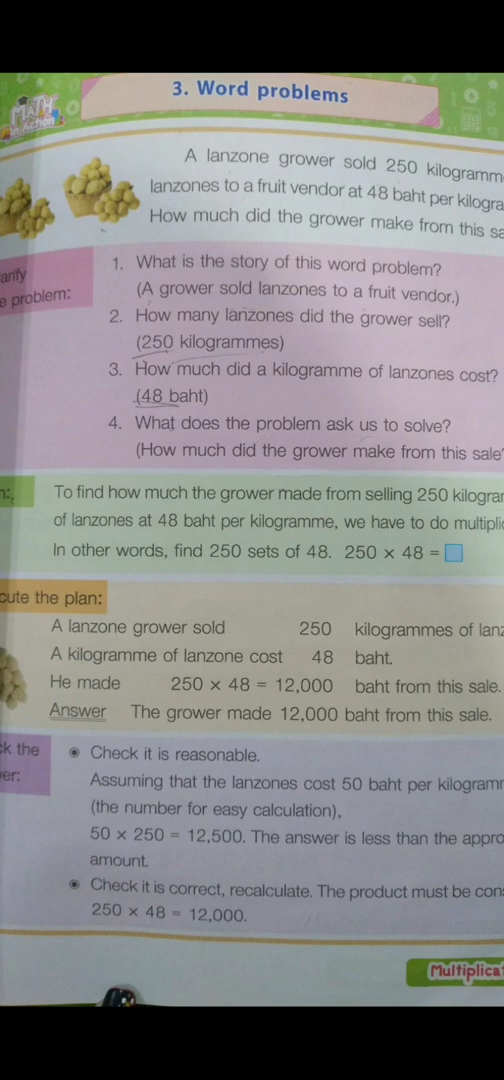 3. Word problems
MATH
A lanzone grower sold 250 kilogramm
lanzones to a fruit vendor at 48 baht per kilogra
How much did the grower make from this sa
arify
e problem:
1. What is the story of this word problem?
(A grower sold lanzones to a fruit vendor.)
2. How many lanzones did the grower sell?
(250 kilogrammes)
3. How much did a kilogramme of lanzones cost?
(48 baht)
4. What does the problem ask us to solve?
(How much did the grower make from this sale?
n:
To find how much the grower made from selling 250 kilogra
of lanzones at 48 baht per kilogramme, we have to do multiplic
In other words, find 250 sets of 48. 250 × 48 =
cute the plan:
A lanzone grower sold 250 kilogrammes of lanz
A kilogramme of lanzone cost 48 baht.
He made 250 × 48 = 12,000 baht from this sale.
Answer The grower made 12,000 baht from this sale.
ck the
er:
Check it is reasonable.
Assuming that the lanzones cost 50 baht per kilogramm
(the number for easy calculation),
50 × 250 = 12,500. The answer is less than the appro
amount.
Check it is correct, recalculate. The product must be cons
250 × 48 = 12,000.
Multiplicat